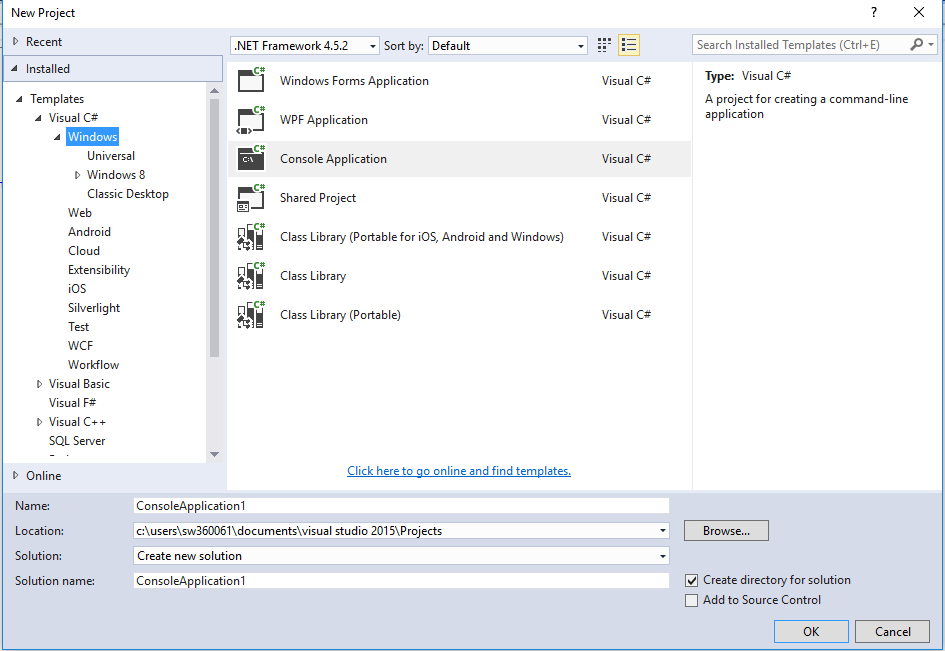 New Project
?
Recent
.NET Framework 4.5.2
Sort by:
Default
Search Installed Templates (Ctrl+E)
Installed
Templates
Visual C#
Windows
Universal
Windows 8
Classic Desktop
Web
Android
Cloud
Extensibility
iOS
Silverlight
Test
WCF
Workflow
Visual Basic
Visual F#
Visual C++
SQL Server
Online
C# Windows Forms Application Visual C#
C# WPF Application Visual C#
C# C:\ Console Application Visual C#
C# Shared Project Visual C#
C# Class Library (Portable for iOS, Android and Windows) Visual C#
C# Class Library Visual C#
C# Class Library (Portable) Visual C#
Click here to go online and find templates.
Type: Visual C#
A project for creating a command-line
application
Name: ConsoleApplication1
Location: c:\users\sw360061\documents\visual studio 2015\Projects
Browse...
Solution: Create new solution
Solution name: ConsoleApplication1
Create directory for solution
Add to Source Control
OK
Cancel